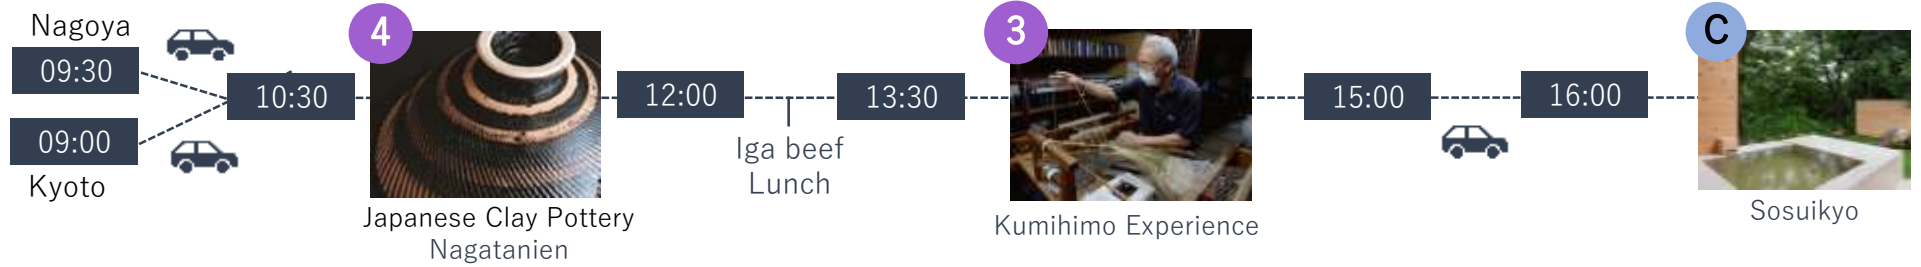 Nagoya
09:30
09:00
Kyoto
10:30
4
Japanese Clay Pottery
Nagatanien
12:00
Iga beef
Lunch
13:30
3
Kumihimo Experience
15:00
16:00
C
Sosuikyo